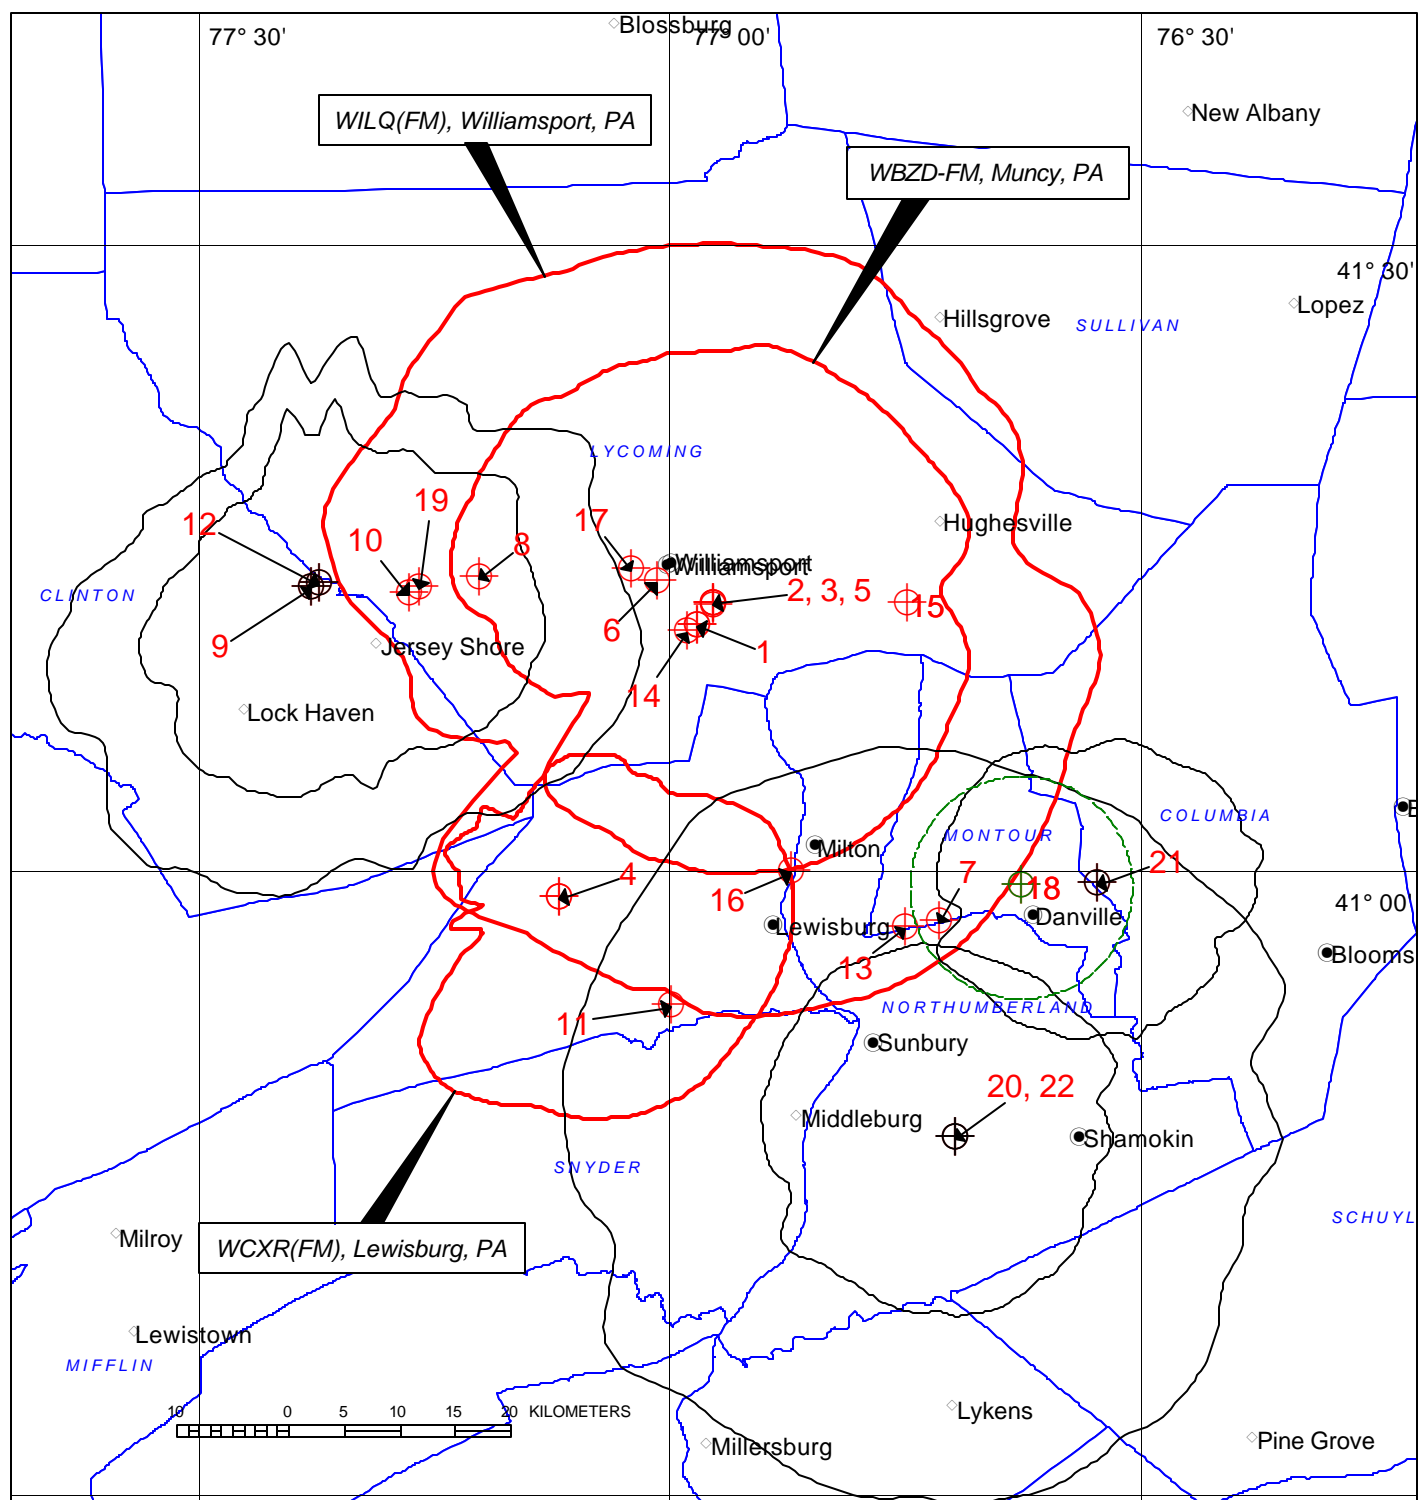 Blossburg
77° 30'
77° 00'
76° 30'
WILQ(FM), Williamsport, PA
New Albany
WBZD-FM, Muncy, PA
41° 30'
Lopez
Hillsgrove
SULLIVAN
LYCOMING
19
12
10
8
17
Hughesville
Williamsport
Williamsport
CLINTON
2, 3, 5
15
6
9
Jersey Shore
1
14
Lock Haven
COLUMBIA
MONTOUR
Milton
21
4
7
18
16
41° 00'
Danville
Lewisburg
Blooms
13
NORTHUMBERLAND
11
Sunbury
20, 22
Middleburg
Shamokin
SNYDER
SCHUYL
Milroy
WCXR(FM), Lewisburg, PA
Lewistown
MIFFLIN
10 0 5 10 15 20 KILOMETERS
Lykens
Millersburg
Pine Grove